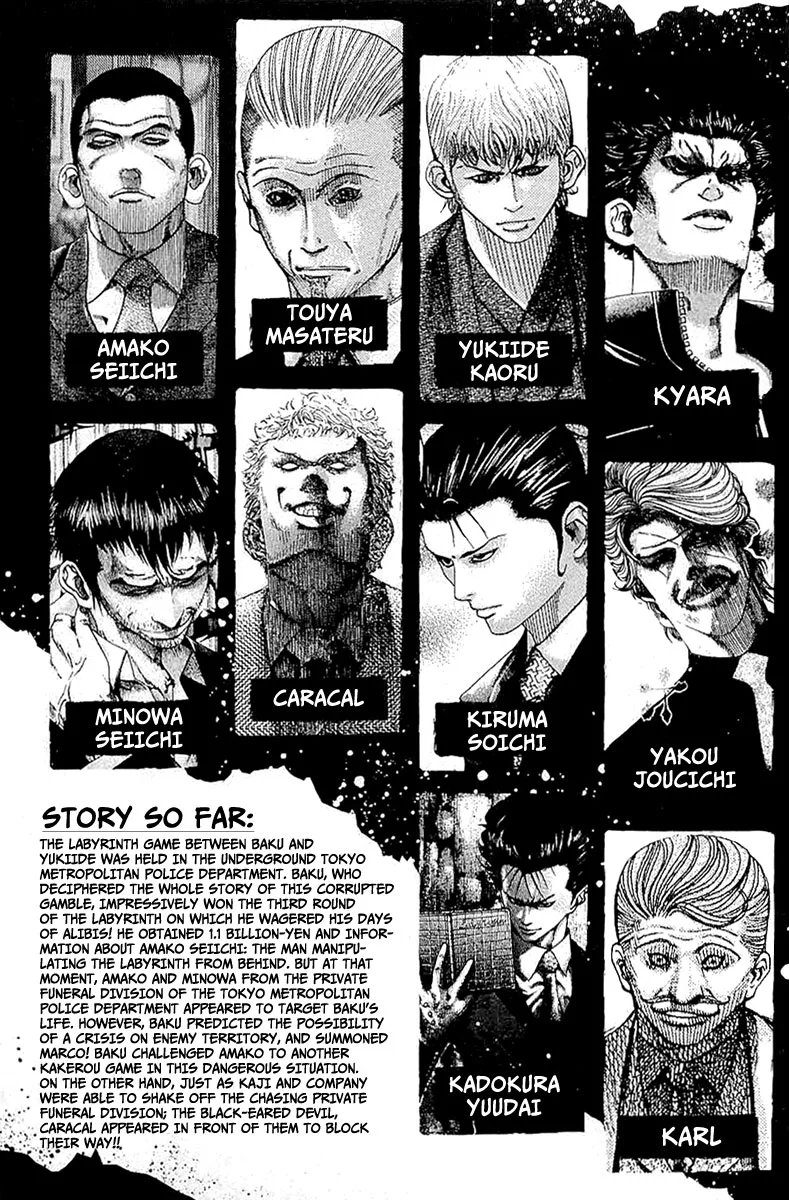 AMAKO
SEIICHI
TOUYA
MASATERU
YUKIIDE
KAORU
KYARA
MINOWA
SEIICHI
CARACAL
KIRUMA
SOICHI
YAKOU
JOUCICHI
STORY SO FAR:
THE LABYRINTH GAME BETWEEN BAKU AND
YUKIIDE WAS HELD IN THE UNDERGROUND TOKYO
METROPOLITAN POLICE DEPARTMENT. BAKU, WHO
DECIPHERED THE WHOLE STORY OF THIS CORRUPTED
GAMBLE, IMPRESSIVELY WON THE THIRD ROUND
OF THE LABYRINTH ON WHICH HE WAGERED HIS DAYS
OF ALIBIS! HE OBTAINED 1.1 BILLION-YEN AND INFOR-
MATION ABOUT AMAKO SEIICHI: THE MAN MANIPU-
LATING THE LABYRINTH FROM BEHIND. BUT AT THAT
MOMENT, AMAKO AND MINOWA FROM THE PRIVATE
FUNERAL DIVISION OF THE TOKYO METROPOLITAN
POLICE DEPARTMENT APPEARED TO TARGET BAKU'S
LIFE. HOWEVER, BAKU PREDICTED THE POSSIBILITY
OF A CRISIS ON ENEMY TERRITORY, AND SUMMONED
MARCO! BAKU CHALLENGED AMAKO TO ANOTHER
KAKEROU GAME IN THIS DANGEROUS SITUATION.
ON THE OTHER HAND, JUST AS KAJI AND COMPANY
WERE ABLE TO SHAKE OFF THE CHASING PRIVATE
FUNERAL DIVISION; THE BLACK-EARED DEVIL,
CARACAL APPEARED IN FRONT OF THEM TO BLOCK
THEIR WAY!!
KADOKURA
YUUDAI
KARL